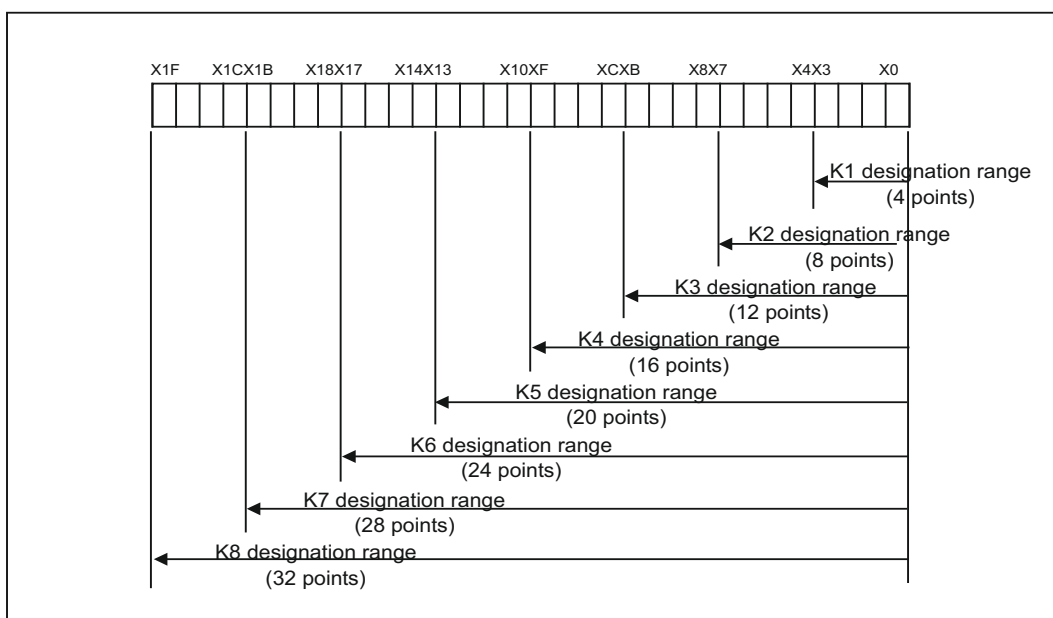 X1F X1CX1B X18X17 X14X13 X10XF XCXB X8X7 X4X3 X0
K1 designation range
(4 points)
K2 designation range
(8 points)
K3 designation range
(12 points)
K4 designation range
(16 points)
K5 designation range
(20 points)
K6 designation range
(24 points)
K7 designation range
(28 points)
K8 designation range
(32 points)